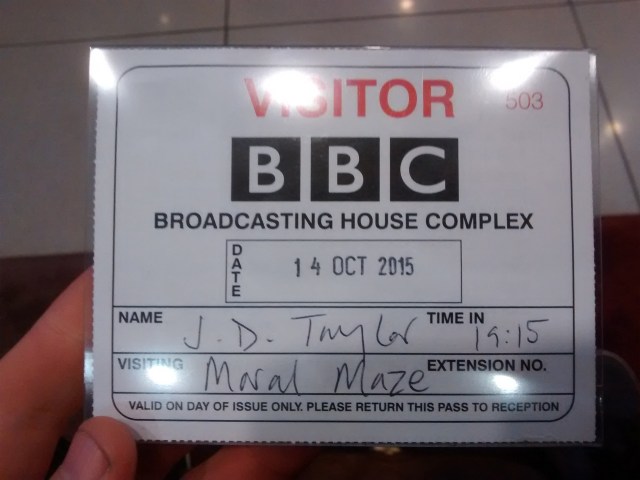 VISITOR 503
BBC
BROADCASTING HOUSE COMPLEX
DATE 14 OCT 2015
NAME J. D. Taylor TIME IN 19:15
VISITING Moral Maze EXTENSION NO.
VALID ON DAY OF ISSUE ONLY. PLEASE RETURN THIS PASS TO RECEPTION